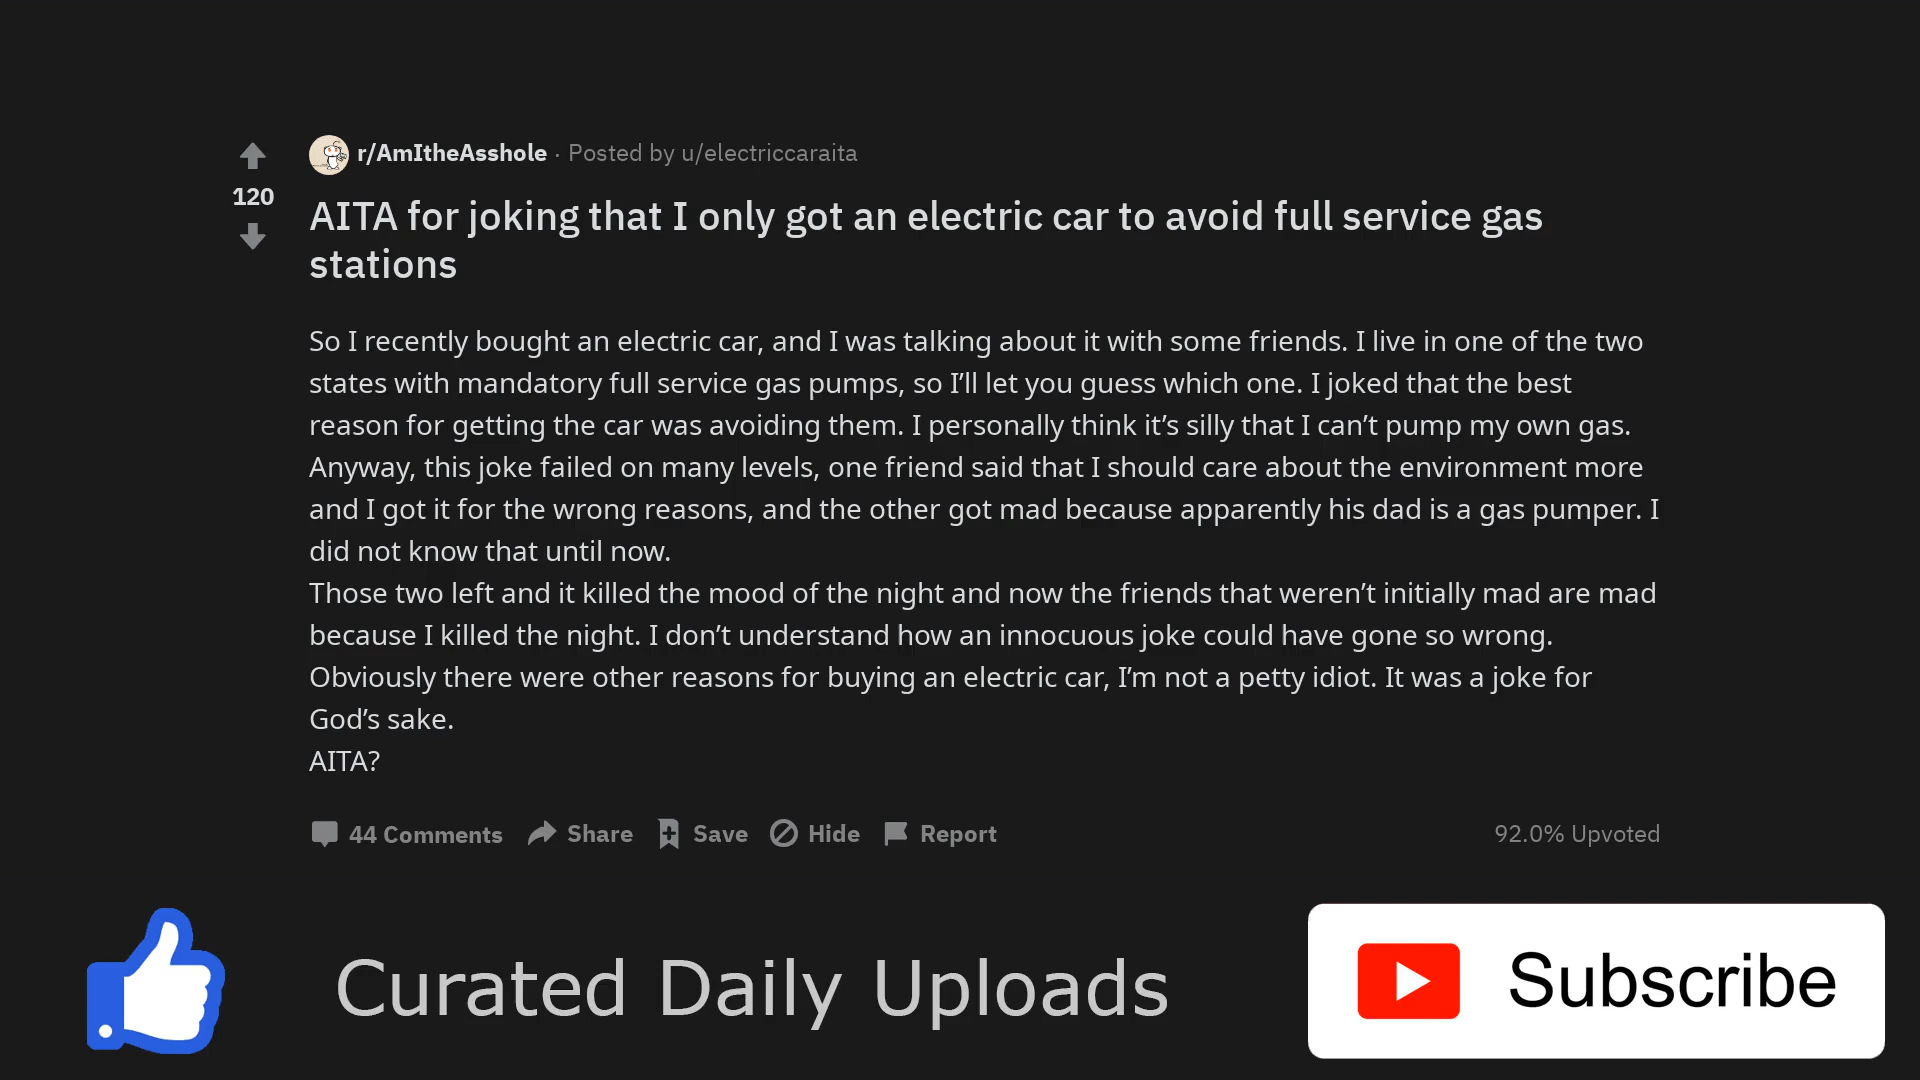 r/AmItheAsshole · Posted by u/electriccaraita
120
AITA for joking that I only got an electric car to avoid full service gas
stations
So I recently bought an electric car, and I was talking about it with some friends. I live in one of the two
states with mandatory full service gas pumps, so I’ll let you guess which one. I joked that the best
reason for getting the car was avoiding them. I personally think it’s silly that I can’t pump my own gas.
Anyway, this joke failed on many levels, one friend said that I should care about the environment more
and I got it for the wrong reasons, and the other got mad because apparently his dad is a gas pumper. I
did not know that until now.
Those two left and it killed the mood of the night and now the friends that weren’t initially mad are mad
because I killed the night. I don’t understand how an innocuous joke could have gone so wrong.
Obviously there were other reasons for buying an electric car, I’m not a petty idiot. It was a joke for
God’s sake.
AITA?
44 Comments Share Save Hide Report 92.0% Upvoted
Curated Daily Uploads
Subscribe